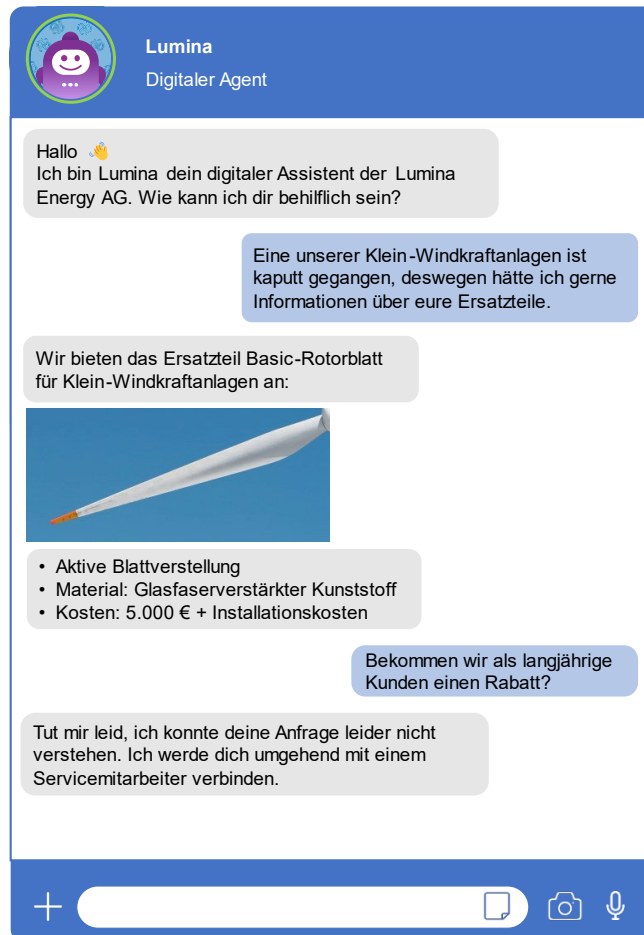 Lumina
Digitaler Agent
Hallo 👋
Ich bin Lumina dein digitaler Assistent der Lumina
Energy AG. Wie kann ich dir behilflich sein?
Eine unserer Klein-Windkraftanlagen ist
kaputt gegangen, deswegen hätte ich gerne
Informationen über eure Ersatzteile.
Wir bieten das Ersatzteil Basic-Rotorblatt
für Klein-Windkraftanlagen an:
• Aktive Blattverstellung
• Material: Glasfaserverstärkter Kunststoff
• Kosten: 5.000 € + Installationskosten
Bekommen wir als langjährige
Kunden einen Rabatt?
Tut mir leid, ich konnte deine Anfrage leider nicht
verstehen. Ich werde dich umgehend mit einem
Servicemitarbeiter verbinden.